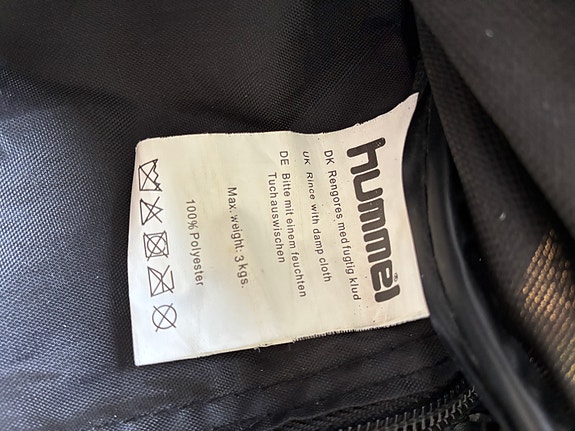 hummel®
DK Rengores med fugtig klud
UK Rince with damp cloth
DE Bitte mit einem feuchten
Tuchauswischen
Max. weight: 3 kgs.
100% Polyester